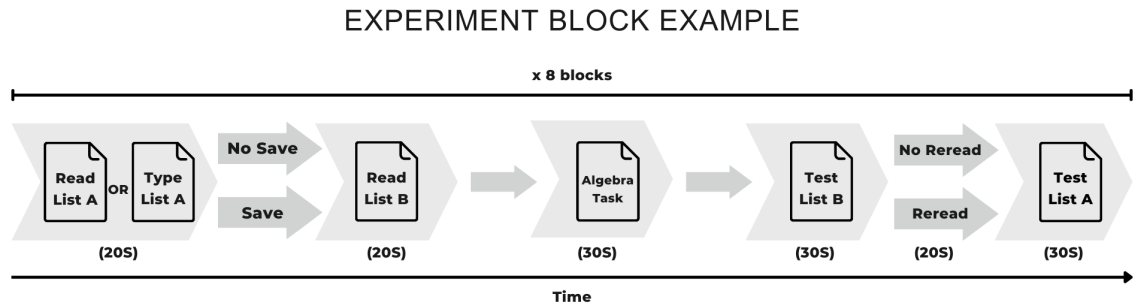 EXPERIMENT BLOCK EXAMPLE
x 8 blocks
Read
List A
OR
Type
List A
(20S)
No Save
Save
Read
List B
(20S)
Algebra
Task
(30S)
Test
List B
(30S)
No Reread
Reread
(20S)
Test
List A
(30S)
Time